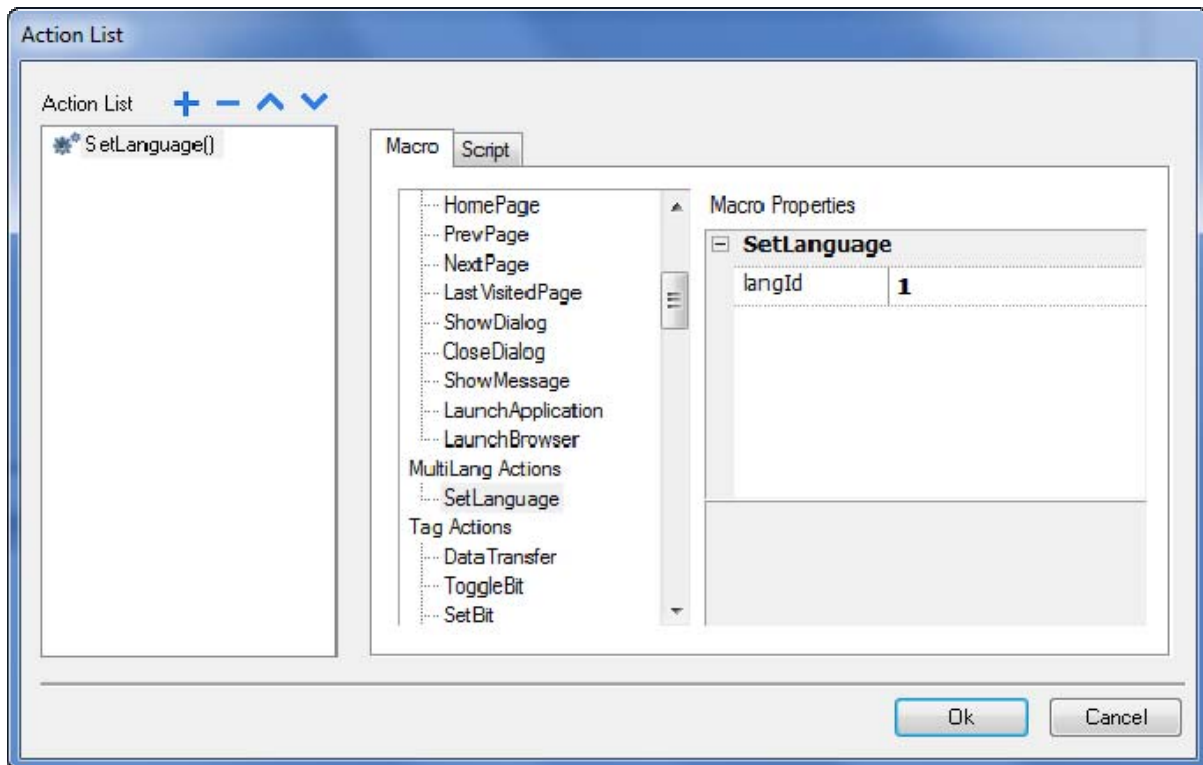 Action List
Action List
SetLanguage()
Macro
Script
HomePage
PrevPage
NextPage
LastVisitedPage
ShowDialog
CloseDialog
ShowMessage
LaunchApplication
LaunchBrowser
MultiLang Actions
SetLanguage
Tag Actions
DataTransfer
ToggleBit
SetBit
Macro Properties
SetLanguage
langId 1
Ok
Cancel